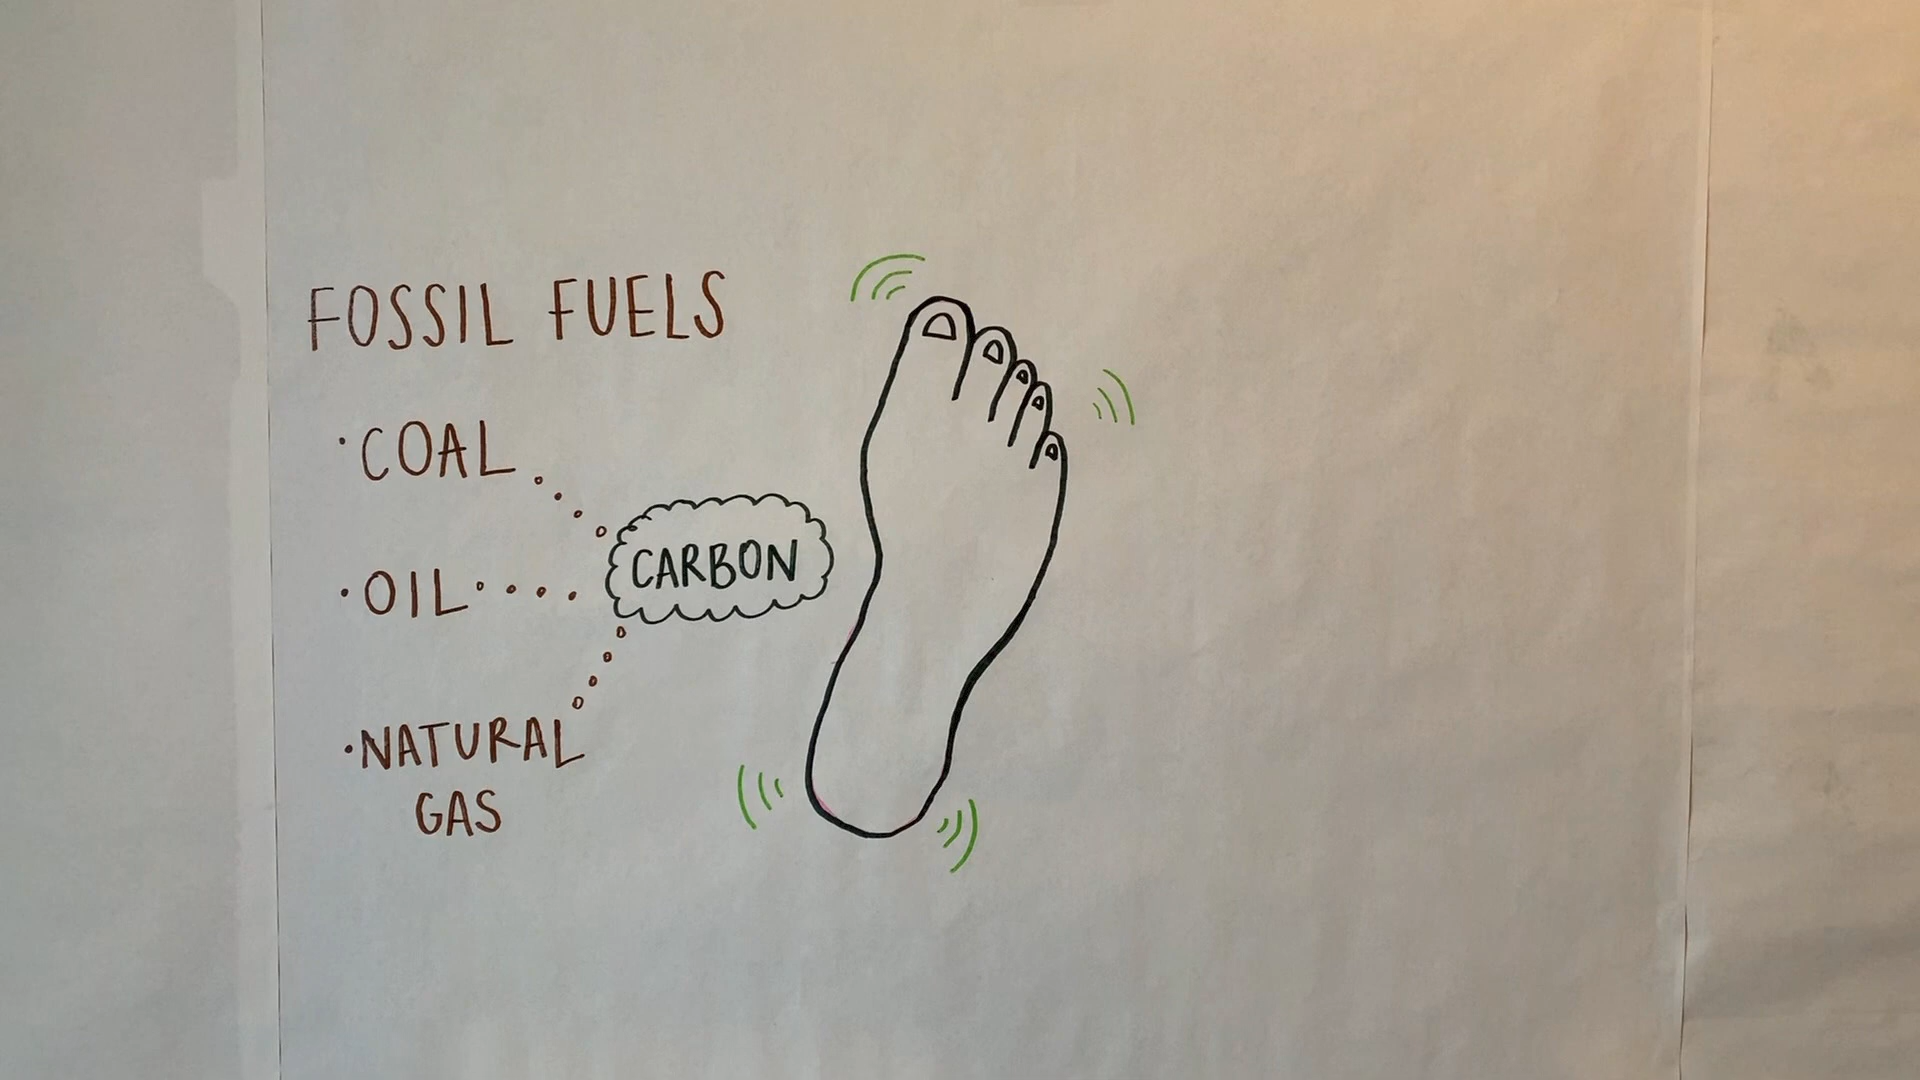 FOSSIL FUELS
·COAL
CARBON
·OIL
·NATURAL
GAS